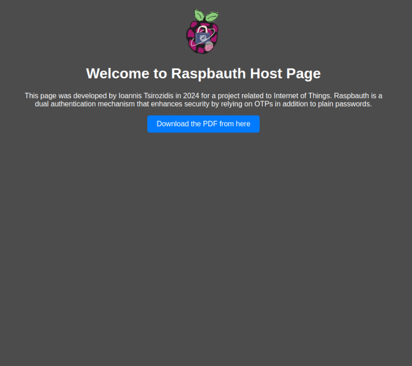 Welcome to Raspbauth Host Page
This page was developed by Ioannis Tsirozidis in 2024 for a project related to Internet of Things. Raspbauth is a
dual authentication mechanism that enhances security by relying on OTPs in addition to plain passwords.
Download the PDF from here